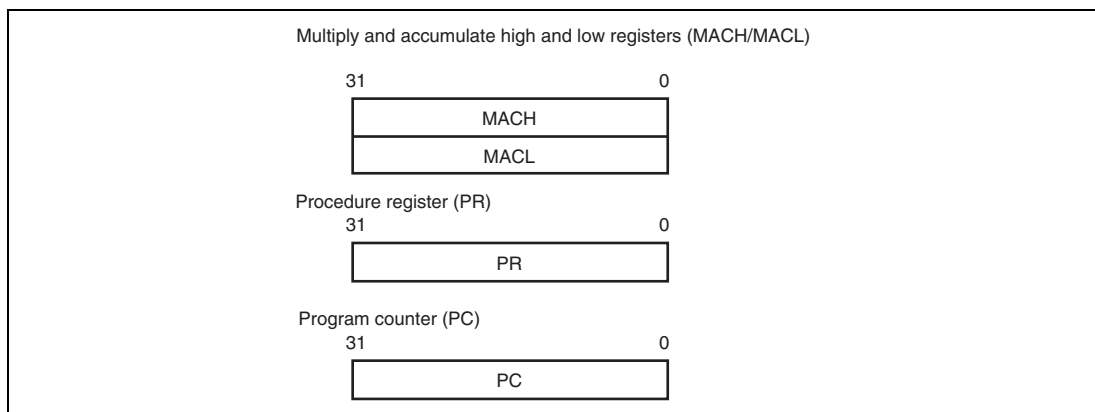 Multiply and accumulate high and low registers (MACH/MACL)
31 0
MACH
MACL
Procedure register (PR)
31 0
PR
Program counter (PC)
31 0
PC